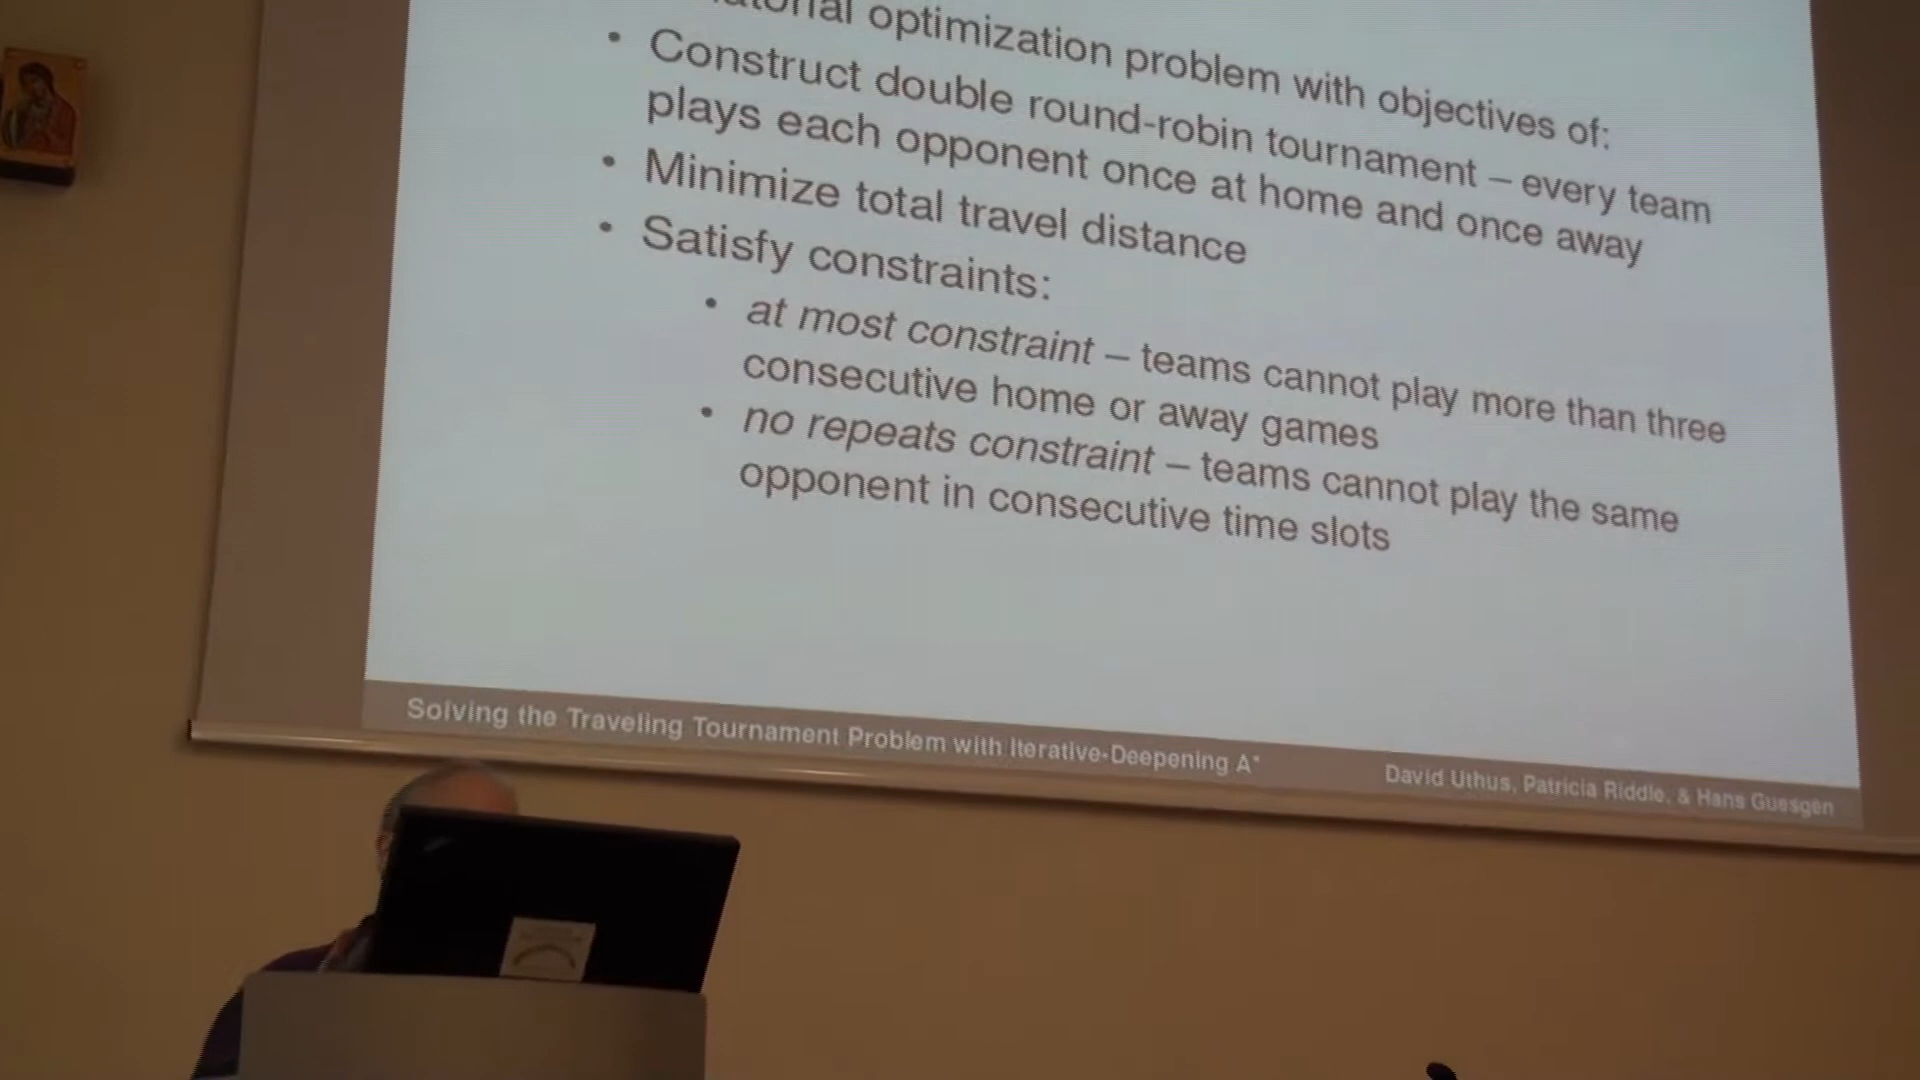 optimization problem with objectives of:
• Construct double round-robin tournament – every team
plays each opponent once at home and once away
• Minimize total travel distance
• Satisfy constraints:
• at most constraint – teams cannot play more than three
consecutive home or away games
• no repeats constraint – teams cannot play the same
opponent in consecutive time slots
Solving the Traveling Tournament Problem with Iterative-Deepening A*
David Uthus, Patricia Riddle, & Hans Guesgen